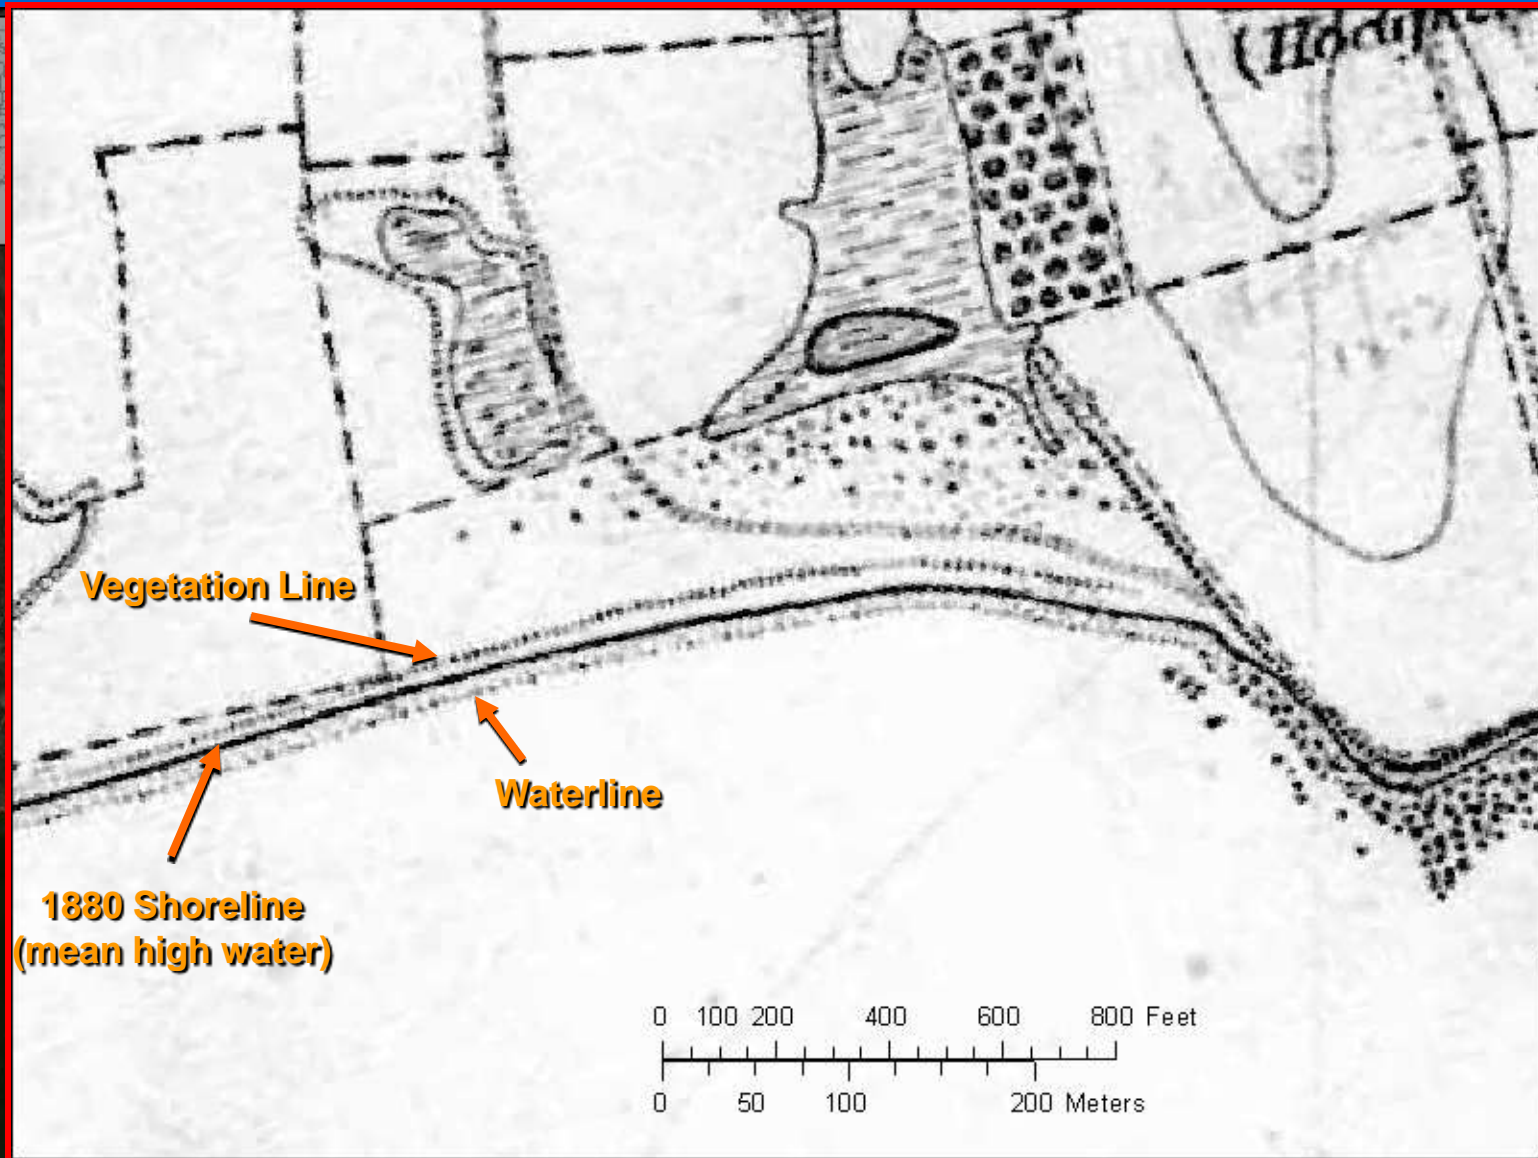 Vegetation Line
Waterline
1880 Shoreline
(mean high water)
0 100 200 400 600 800 Feet
0 50 100 200 Meters